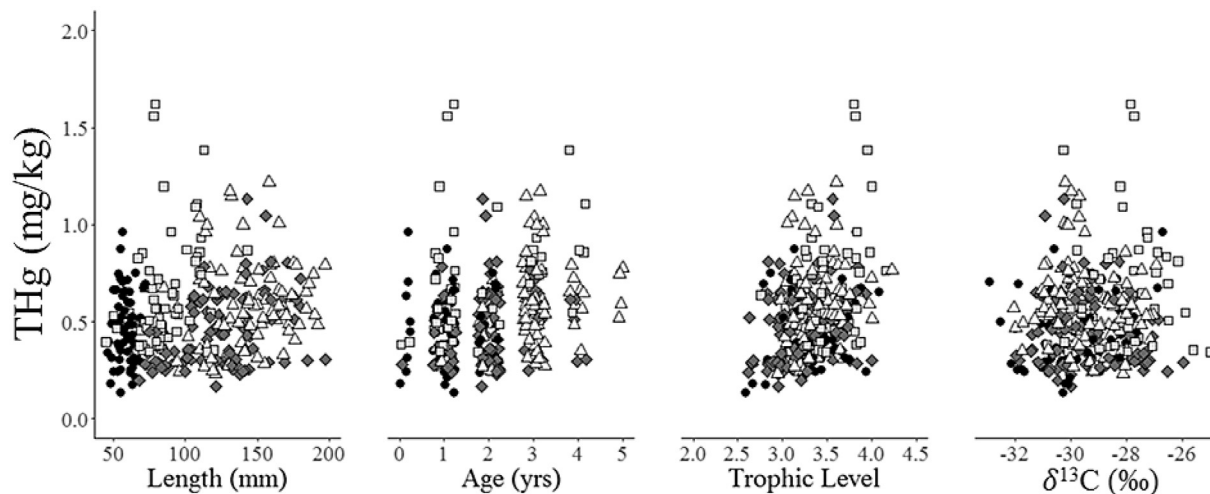 THg (mg/kg)
2.0
1.5
1.0
0.5
0.0
50 100 150 200
Length (mm)
0 1 2 3 4 5
Age (yrs)
2.0 2.5 3.0 3.5 4.0 4.5
Trophic Level
-32 -30 -28 -26
δ¹³C (‰)